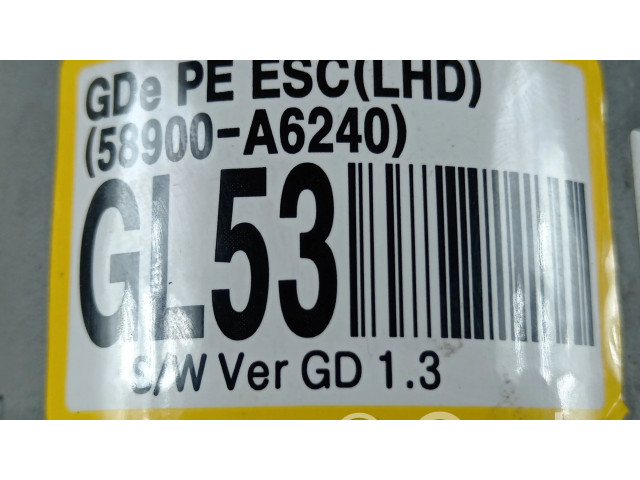 GDe PE ESC(LHD)
(58900-A6240)
GL53
S/W Ver GD 1.3